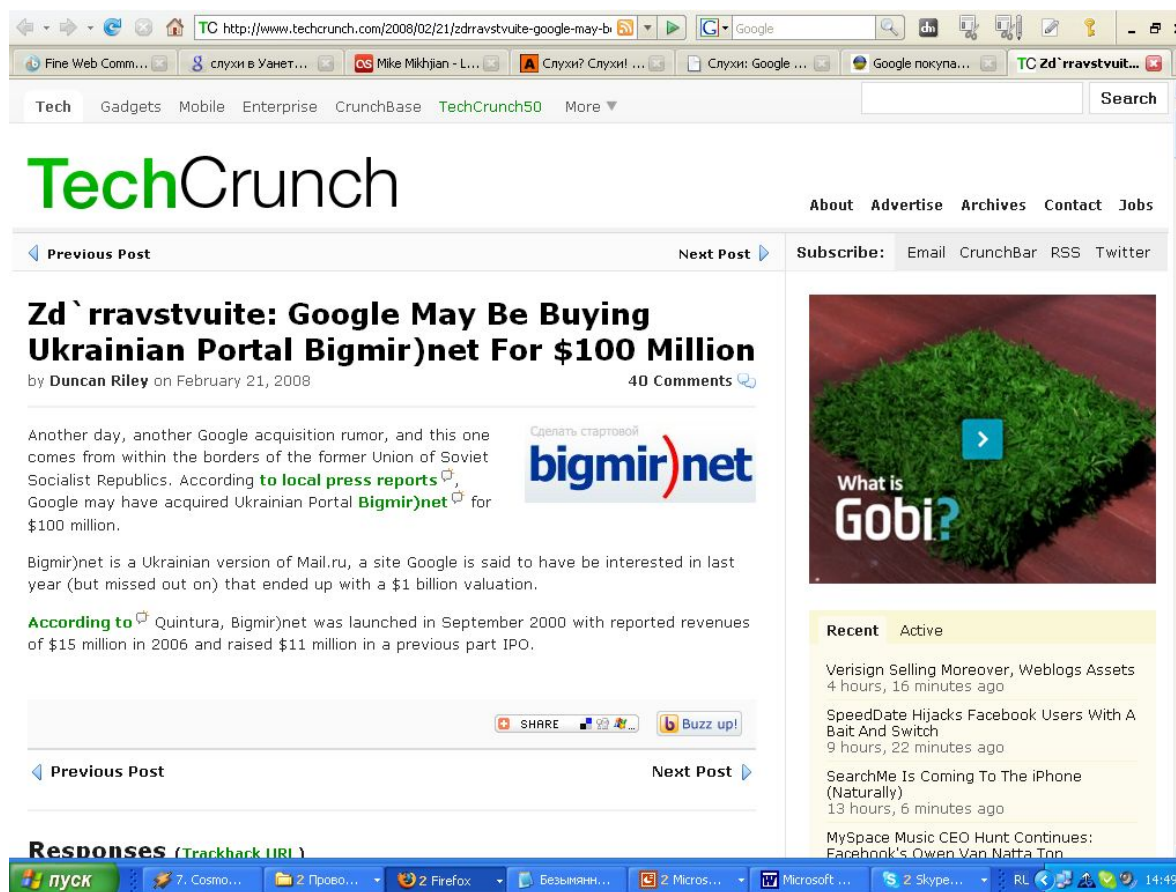 TC http://www.techcrunch.com/2008/02/21/zdrravstvuite-google-may-b
Google
dn
Fine Web Comm...
слухи в Уанет...
Mike Mikhjian - L...
Слухи? Слухи! ...
Слухи: Google ...
Google покупа...
TC Zd`rravstvuit...
Tech Gadgets Mobile Enterprise CrunchBase TechCrunch50 More
Search
TechCrunch
About Advertise Archives Contact Jobs
Previous Post
Next Post
Subscribe: Email CrunchBar RSS Twitter
Zd`rravstvuite: Google May Be Buying
Ukrainian Portal Bigmir)net For $100 Million
by Duncan Riley on February 21, 2008
40 Comments
Another day, another Google acquisition rumor, and this one
comes from within the borders of the former Union of Soviet
Socialist Republics. According to local press reports,
Google may have acquired Ukrainian Portal Bigmir)net for
$100 million.
Сделать стартовой
bigmir)net
Bigmir)net is a Ukrainian version of Mail.ru, a site Google is said to have be interested in last
year (but missed out on) that ended up with a $1 billion valuation.
According to Quintura, Bigmir)net was launched in September 2000 with reported revenues
of $15 million in 2006 and raised $11 million in a previous part IPO.
SHARE
Buzz up!
Previous Post
Next Post
Responses (Trackback URL)
What is
Gobi?
Recent Active
Verisign Selling Moreover, Weblogs Assets
4 hours, 16 minutes ago
SpeedDate Hijacks Facebook Users With A
Bait And Switch
9 hours, 22 minutes ago
SearchMe Is Coming To The iPhone
(Naturally)
13 hours, 6 minutes ago
MySpace Music CEO Hunt Continues:
Facebook's Owen Van Natta Top
пуск
7. Cosmo...
2 Прово...
2 Firefox
Безымянн...
2 Micros...
Microsoft ...
2 Skype...
RL